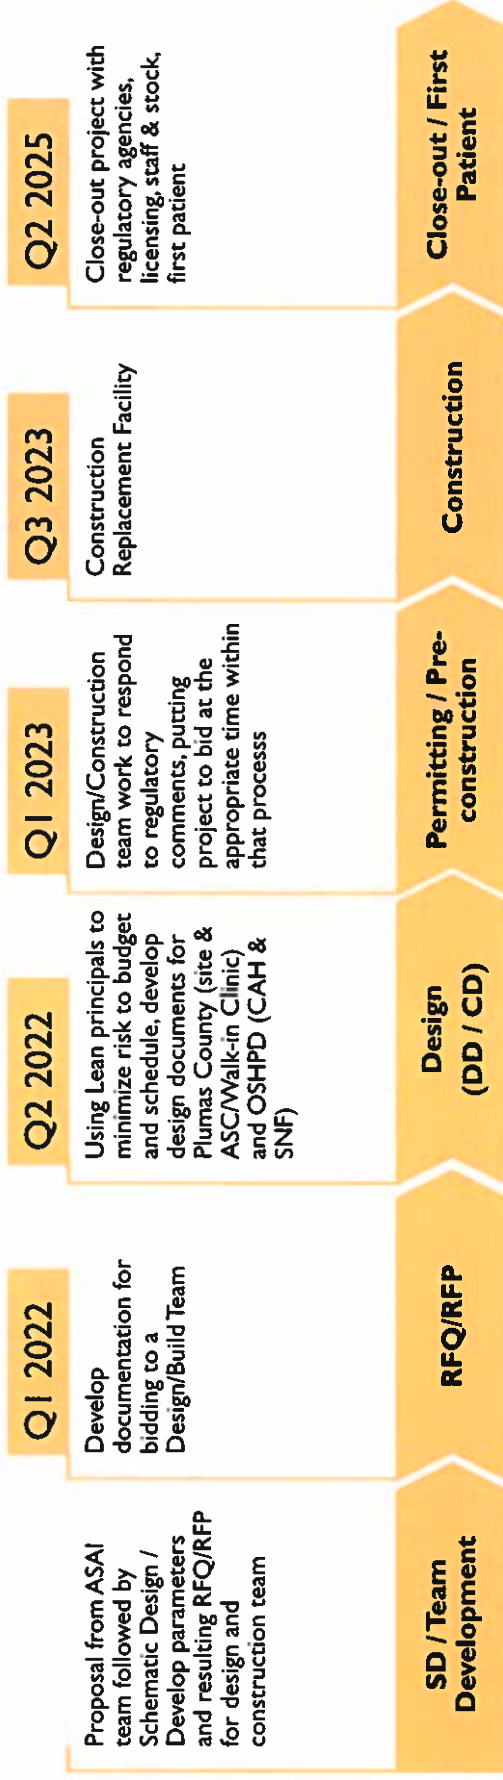 Proposal from ASAI
team followed by
Schematic Design /
Develop parameters
and resulting RFQ/RFP
for design and
construction team
SD / Team
Development
Q1 2022
Develop
documentation for
bidding to a
Design/Build Team
RFQ/RFP
Q2 2022
Using Lean principals to
minimize risk to budget
and schedule, develop
design documents for
Plumas County (site &
ASC/Walk-in Clinic)
and OSHPD (CAH &
SNF)
Design
(DD / CD)
Q1 2023
Design/Construction
team work to respond
to regulatory
comments, putting
project to bid at the
appropriate time within
that processs
Permitting / Pre-
construction
Q3 2023
Construction
Replacement Facility
Construction
Q2 2025
Close-out project with
regulatory agencies,
licensing, staff & stock,
first patient
Close-out / First
Patient